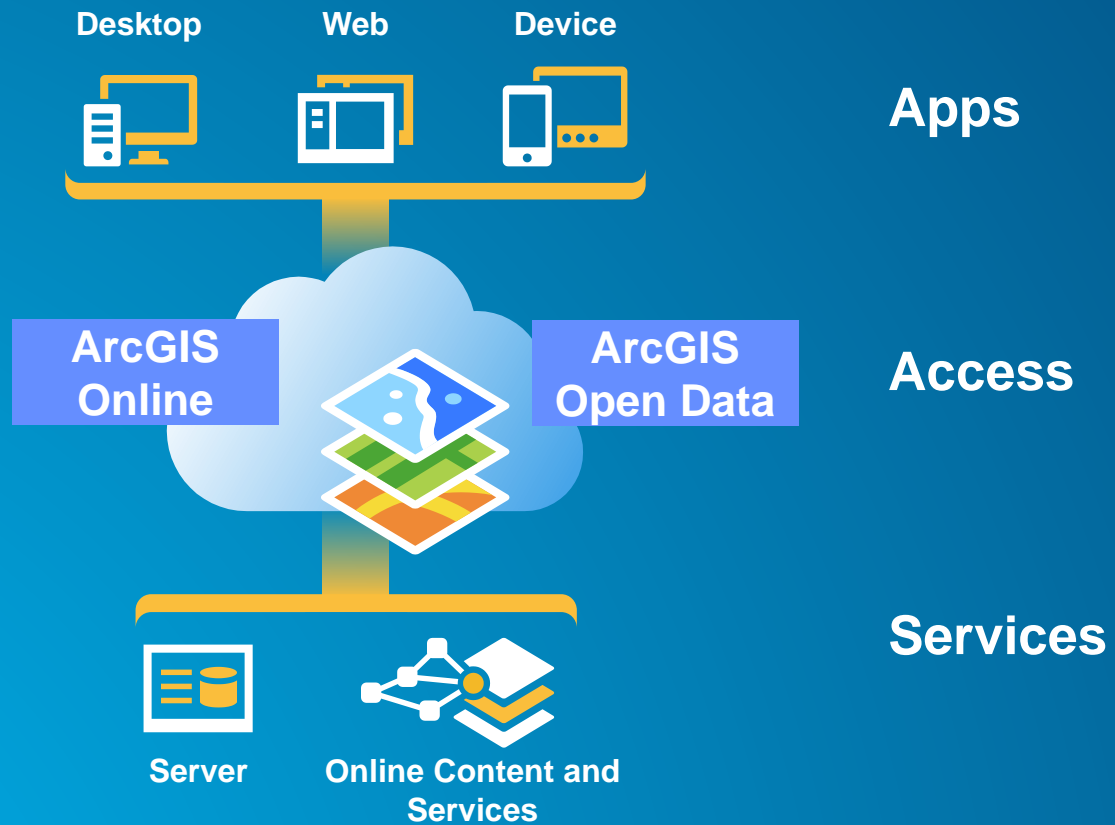 Desktop
Web
Device
Apps
ArcGIS
Online
ArcGIS
Open Data
Access
Services
Server
Online Content and
Services